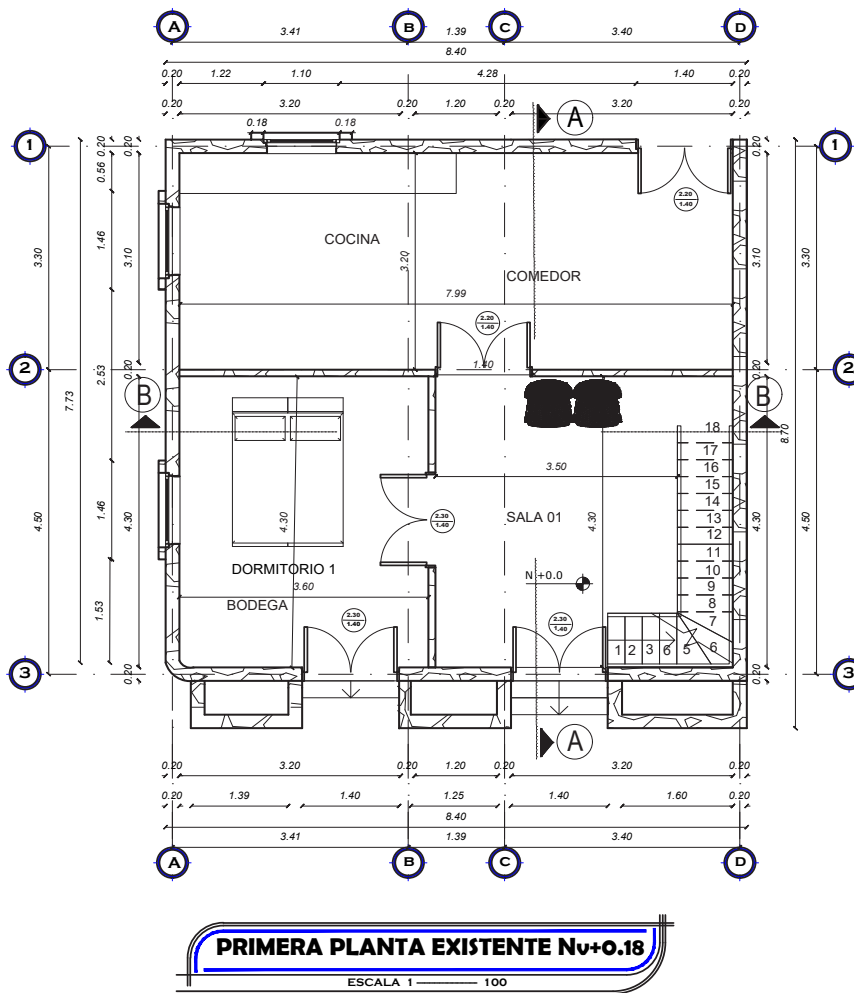 A B C D
3.41 1.39 3.40
8.40
0.20 1.22 1.10 4.28 1.40 0.20
0.20 3.20 0.20 1.20 0.20 3.20 0.20
0.18 0.18
A
1 1
0.20 0.20 0.20
0.56
2.20
1.40
1.46
3.30 3.10 3.10 3.30
COCINA
3.20
COMEDOR
7.99
2.20
1.40
1.40
2 2
0.20 0.20
2.53
7.73
B B
8.70
18
17
16
15
14
13
12
11
10
9
8
7
6
5
6
3
2
1
3.50
1.46
4.50 4.30 4.30 4.30 4.30 4.50
2.30
1.40
SALA 01
DORMITORIO 1
N +0.0
3.60
BODEGA
1.53
2.30
1.40
2.30
1.40
3 3
0.20 0.20
A
0.20 3.20 0.20 1.20 0.20 3.20 0.20
0.20 1.39 1.40 1.25 1.40 1.60 0.20
8.40
3.41 1.39 3.40
A B C D
PRIMERA PLANTA EXISTENTE Nv+0.18
ESCALA 1 100